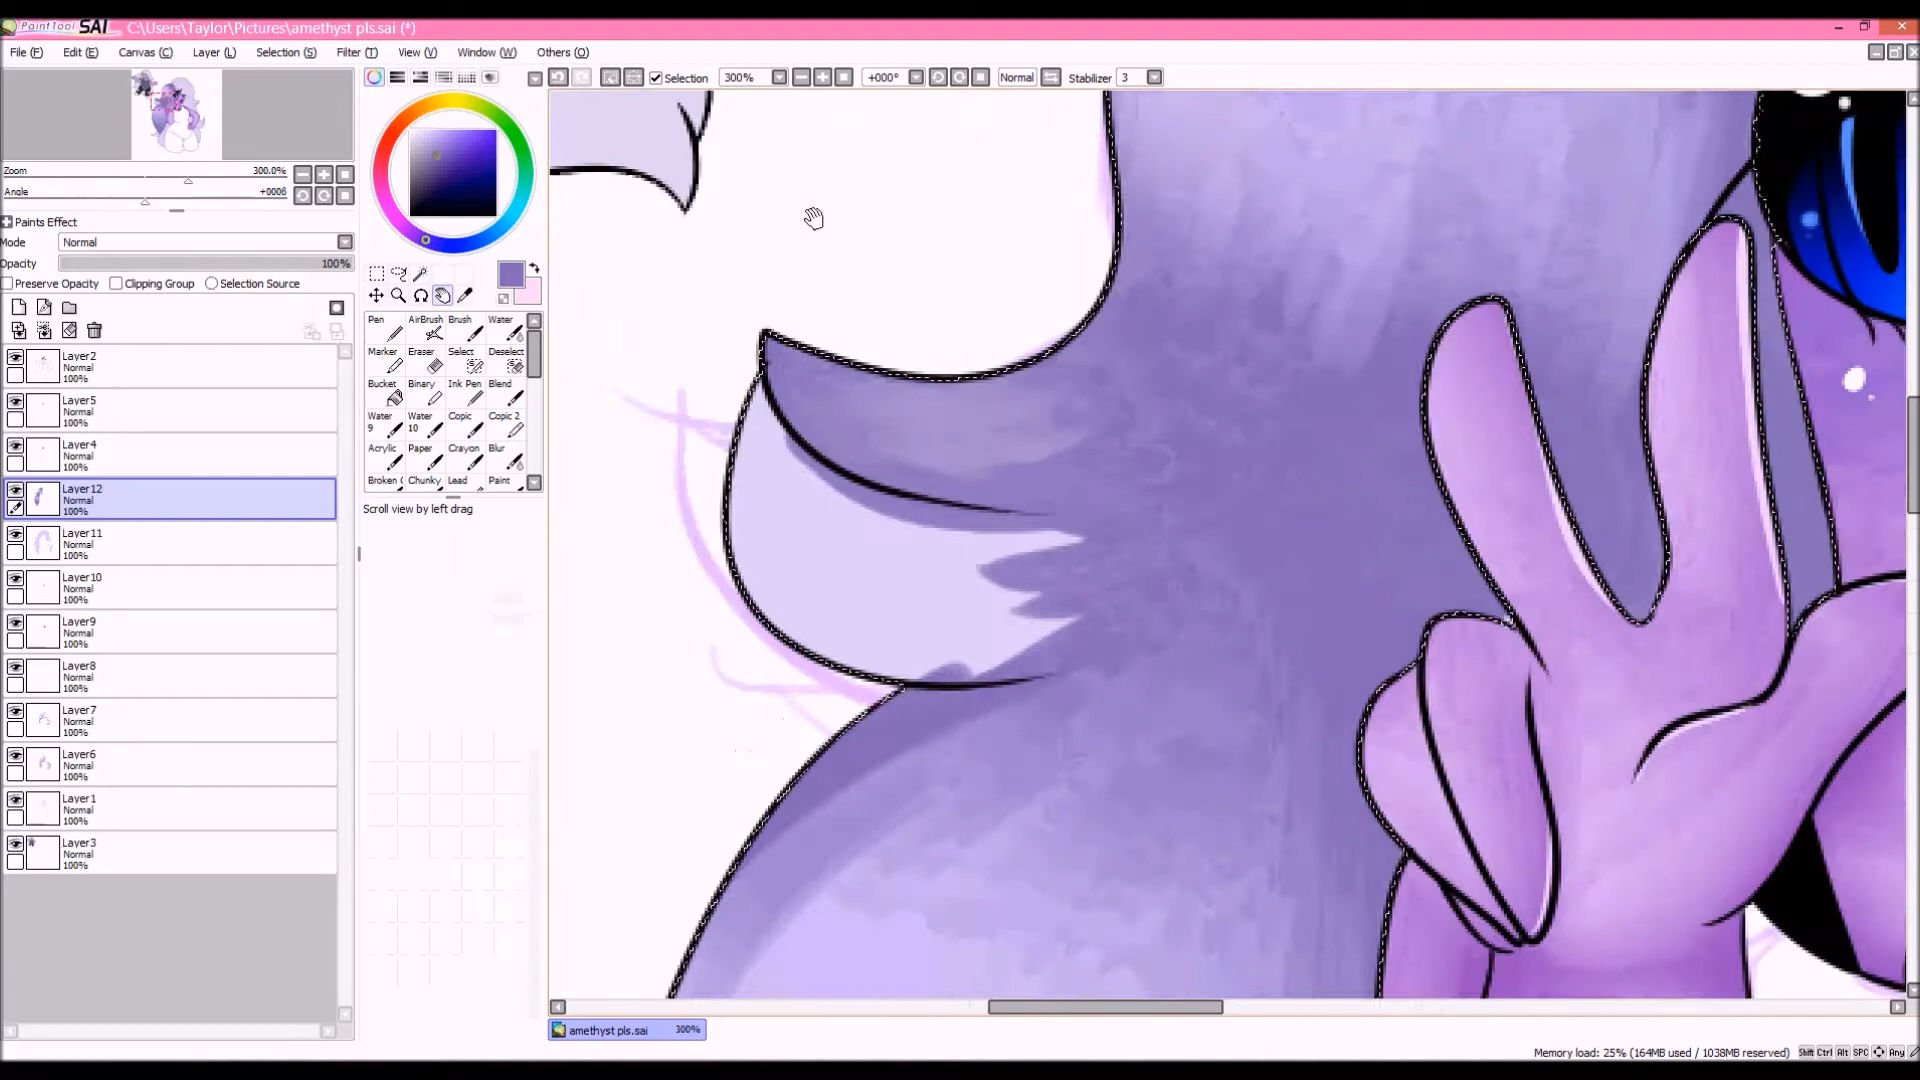 PaintTool SAI C:\Users\Taylor\Pictures\amethyst pls.sai (*)
File (F) Edit (E) Canvas (C) Layer (L) Selection (S) Filter (T) View (V) Window (W) Others (O)
Selection 300% +000° Normal Stabilizer 3
Zoom 300.0%
Angle +000β
Paints Effect
Mode Normal
Opacity 100%
Preserve Opacity Clipping Group Selection Source
Pen AirBrush Brush Water
Marker Eraser Select Deselect
Bucket Binary Ink Pen Blend
Water 9 Water 10 Copic Copic 2
Acrylic Paper Crayon Blur
Broken C Chunky Lead Paint
Scroll view by left drag
Layer2
Normal
100%
Layer5
Normal
100%
Layer4
Normal
100%
Layer12
Normal
100%
Layer11
Normal
100%
Layer10
Normal
100%
Layer9
Normal
100%
Layer8
Normal
100%
Layer7
Normal
100%
Layer6
Normal
100%
Layer1
Normal
100%
Layer3
Normal
100%
amethyst pls.sai 300%
Memory load: 25% (164MB used / 1038MB reserved) Shift Ctrl Alt SPC Any